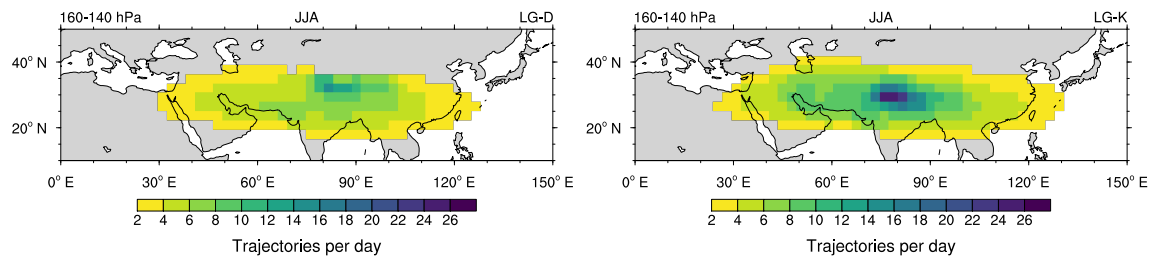 160-140 hPa JJA LG-D
40° N
20° N
0° E 30° E 60° E 90° E 120° E 150° E
2 4 6 8 10 12 14 16 18 20 22 24 26
Trajectories per day
160-140 hPa JJA LG-K
40° N
20° N
0° E 30° E 60° E 90° E 120° E 150° E
2 4 6 8 10 12 14 16 18 20 22 24 26
Trajectories per day